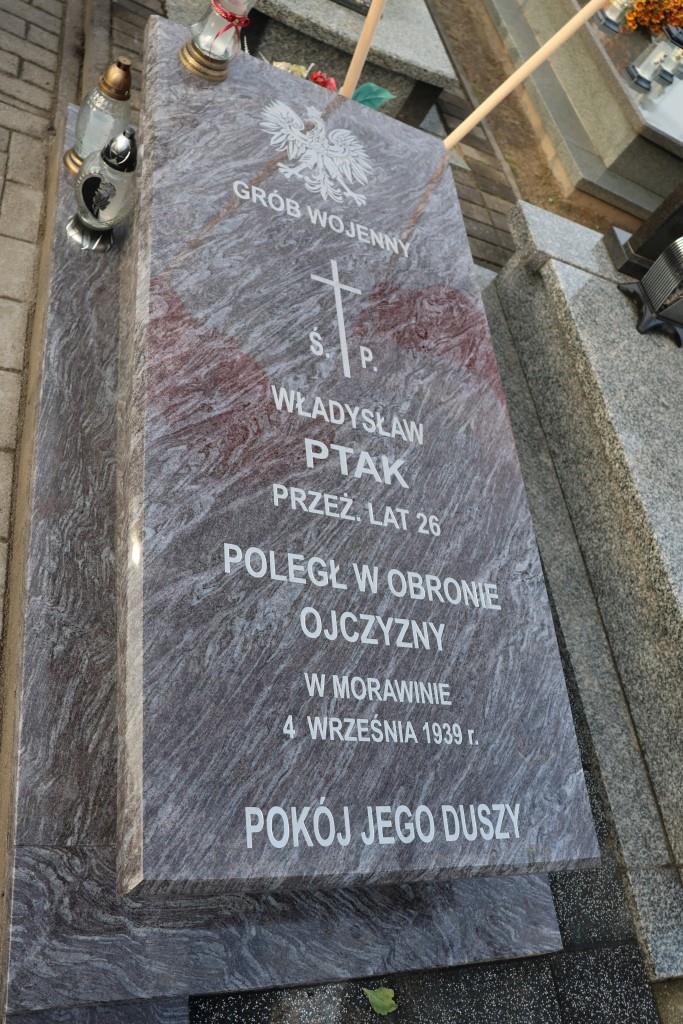 GRÓB WOJENNY
Ś. P.
WŁADYSŁAW
PTAK
PRZEŻ. LAT 26
POLEGŁ W OBRONIE
OJCZYZNY
W MORAWINIE
4 WRZEŚNIA 1939 r.
POKÓJ JEGO DUSZY